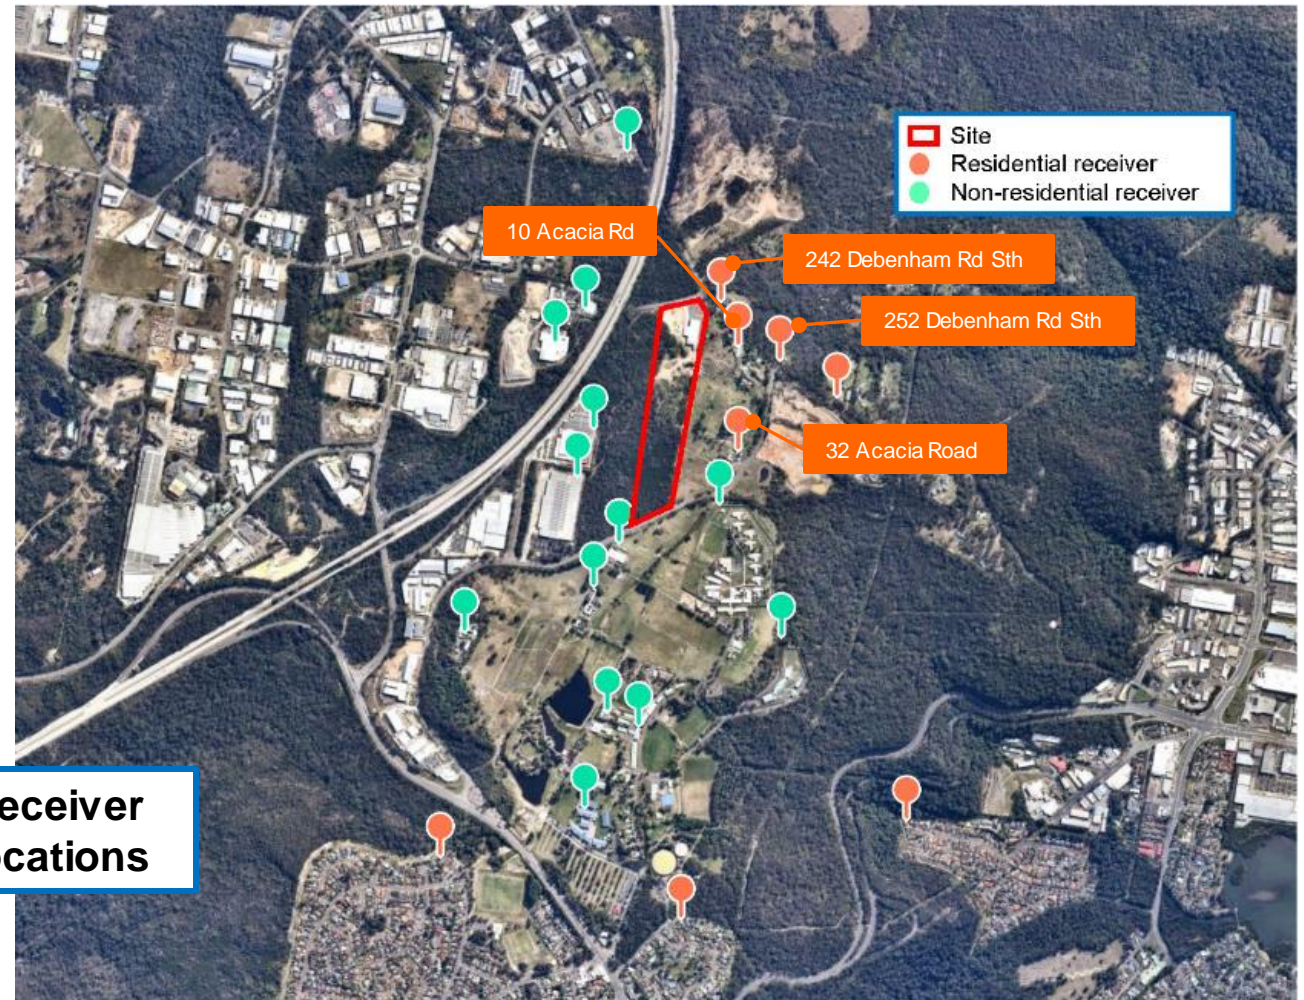 Site
Residential receiver
Non-residential receiver
10 Acacia Rd
242 Debenham Rd Sth
252 Debenham Rd Sth
32 Acacia Road
eceiver
ocations